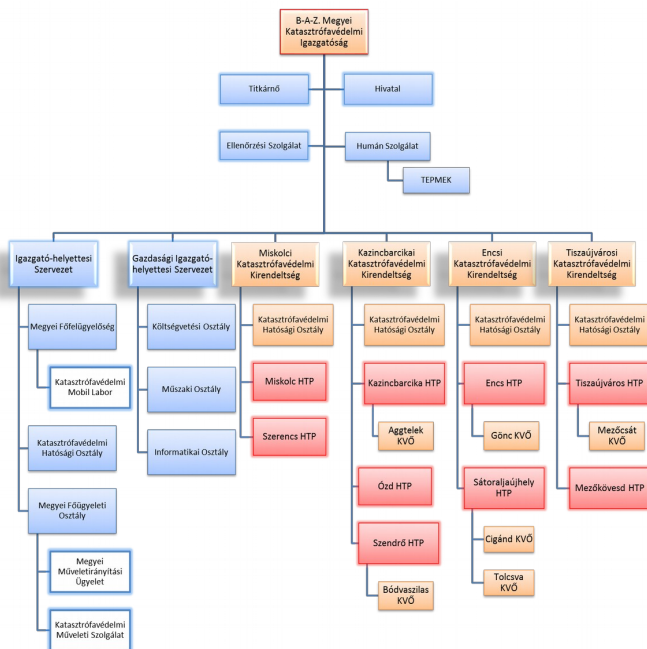 B-A-Z. Megyei
Katasztrófavédelmi
Igazgatóság
Titkárnő
Hivatal
Ellenőrzési Szolgálat
Humán Szolgálat
TEPMEK
Igazgató-helyettesi
Szervezet
Megyei Főfelügyelőség
Katasztrófavédelmi
Mobil Labor
Katasztrófavédelmi
Hatósági Osztály
Megyei Főügyeleti
Osztály
Megyei
Műveletirányítási
Ügyelet
Katasztrófavédelmi
Műveleti Szolgálat
Gazdasági Igazgató-
helyettesi Szervezet
Költségvetési Osztály
Műszaki Osztály
Informatikai Osztály
Miskolci
Katasztrófavédelmi
Kirendeltség
Katasztrófavédelmi
Hatósági Osztály
Miskolc HTP
Szerencs HTP
Kazincbarcikai
Katasztrófavédelmi
Kirendeltség
Katasztrófavédelmi
Hatósági Osztály
Kazincbarcika HTP
Aggtelek
KVŐ
Ózd HTP
Szendrő HTP
Bódvaszilas
KVŐ
Encsi
Katasztrófavédelmi
Kirendeltség
Katasztrófavédelmi
Hatósági Osztály
Encs HTP
Gönc KVŐ
Sátoraljaújhely
HTP
Cigánd KVŐ
Tolcsva
KVŐ
Tiszaújvárosi
Katasztrófavédelmi
Kirendeltség
Katasztrófavédelmi
Hatósági Osztály
Tiszaújváros HTP
Mezőcsát
KVŐ
Mezőkövesd HTP